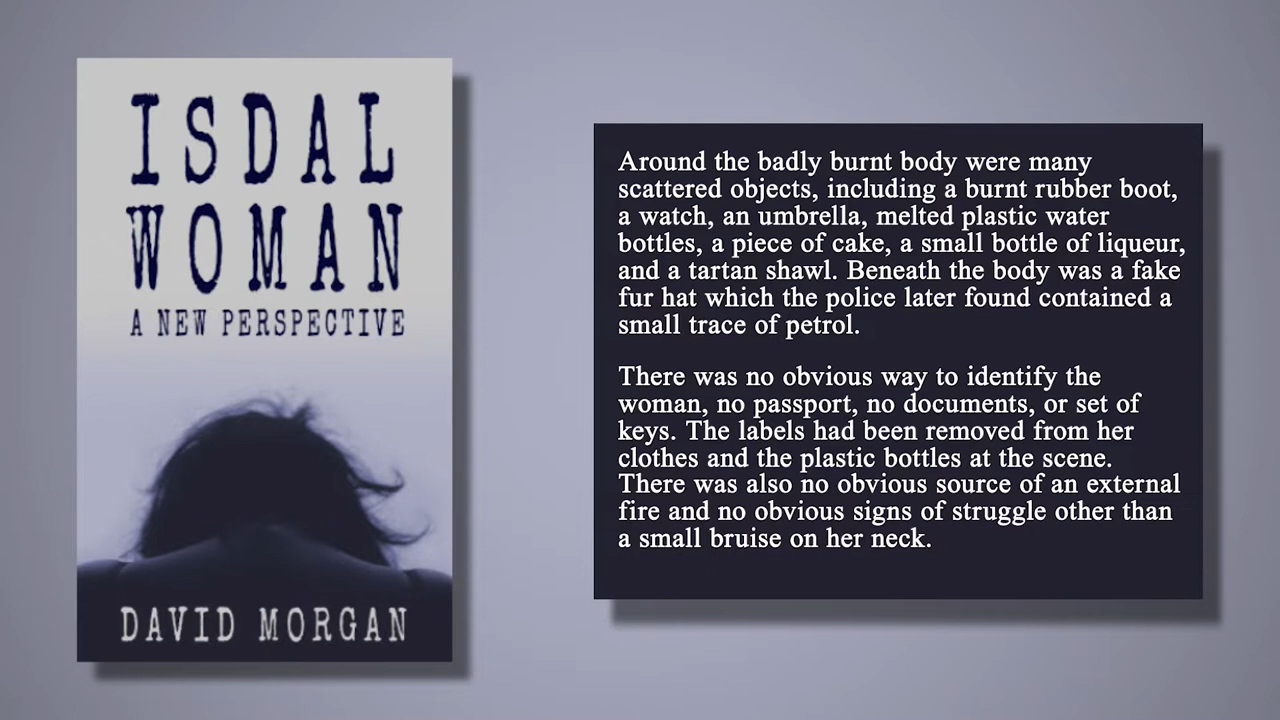 ISDAL
WOMAN
A NEW PERSPECTIVE
DAVID MORGAN
Around the badly burnt body were many
scattered objects, including a burnt rubber boot,
a watch, an umbrella, melted plastic water
bottles, a piece of cake, a small bottle of liqueur,
and a tartan shawl. Beneath the body was a fake
fur hat which the police later found contained a
small trace of petrol.
There was no obvious way to identify the
woman, no passport, no documents, or set of
keys. The labels had been removed from her
clothes and the plastic bottles at the scene.
There was also no obvious source of an external
fire and no obvious signs of struggle other than
a small bruise on her neck.